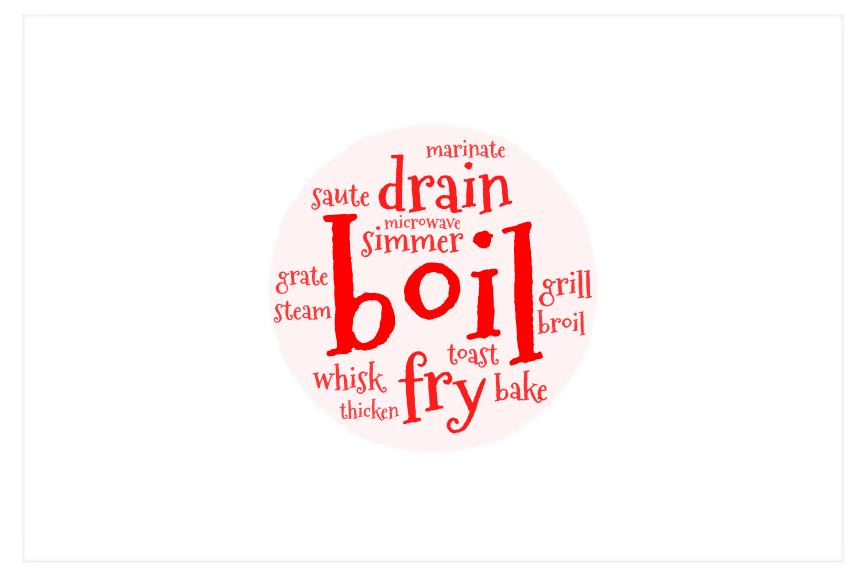 marinate
saute drain
microwave
simmer
boil
grate
steam
grill
broil
toast
whisk fry bake
thicken